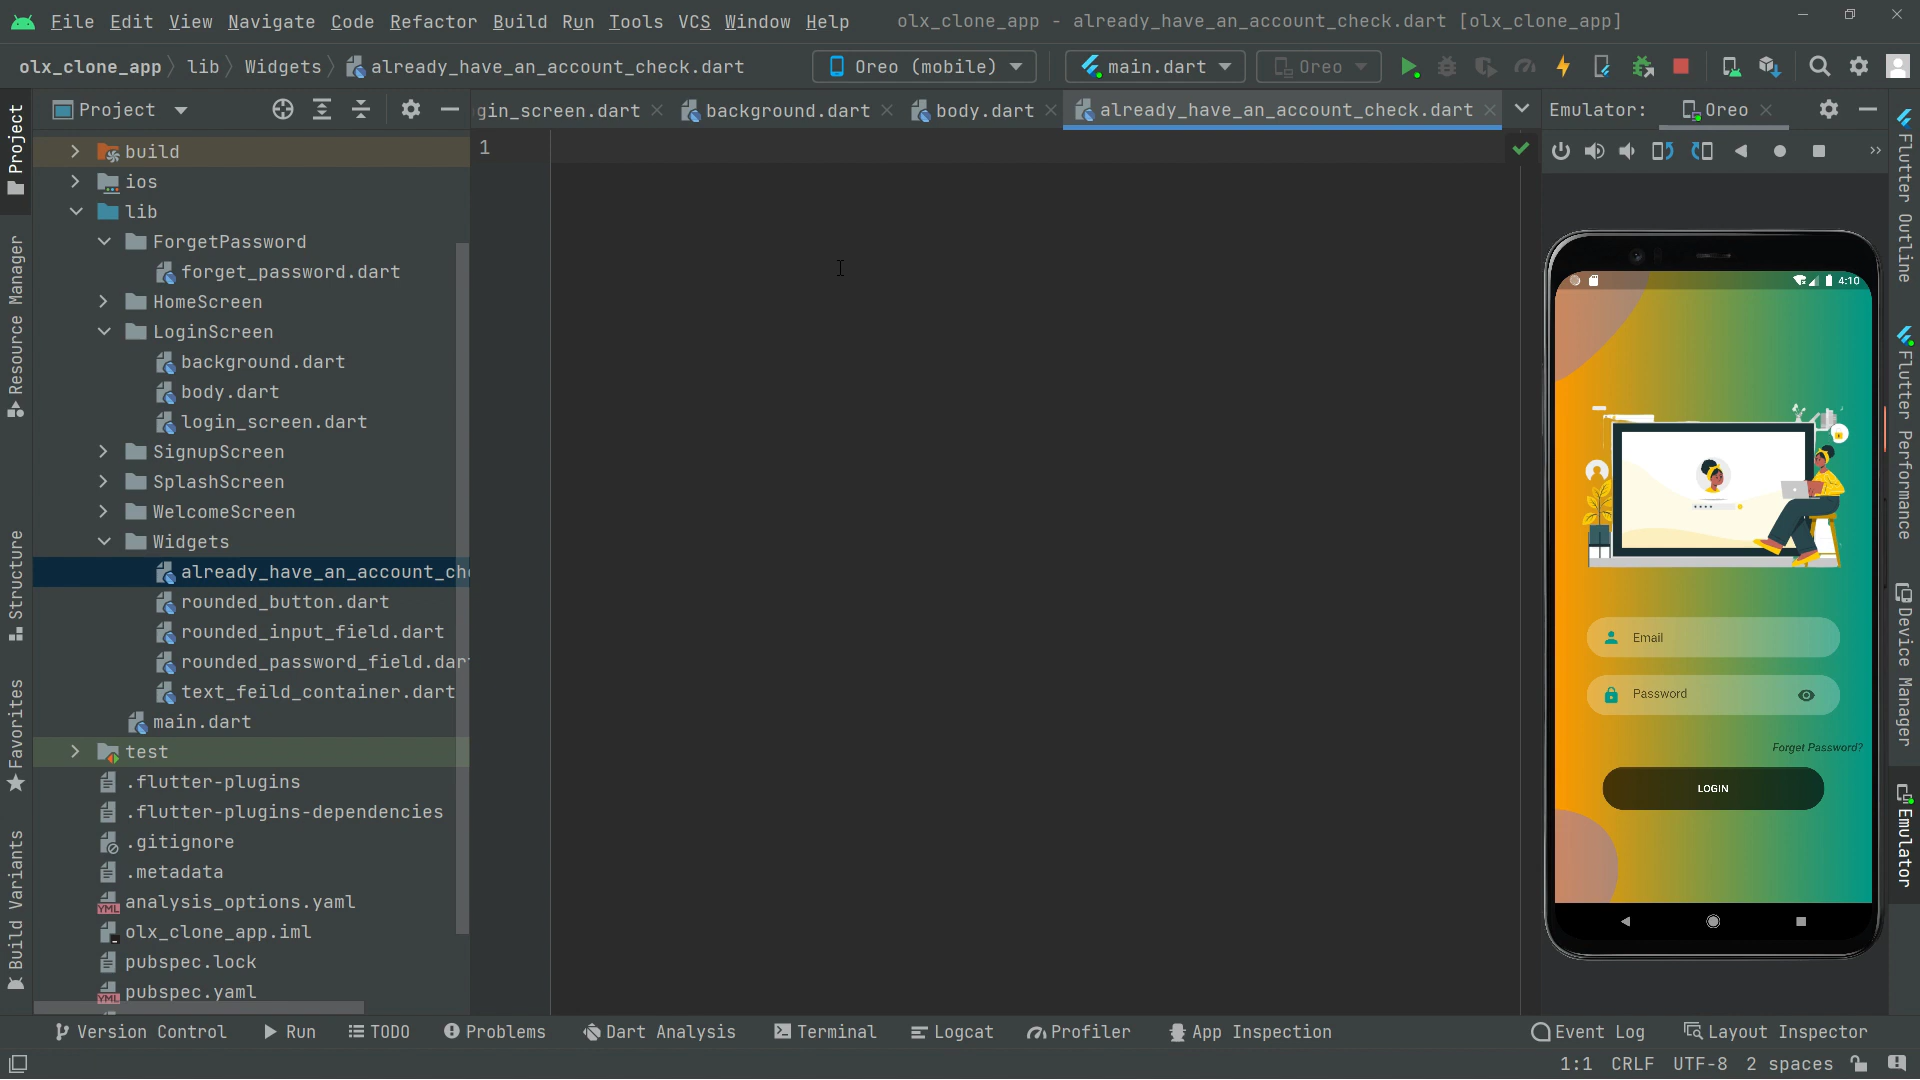 File Edit View Navigate Code Refactor Build Run Tools VCS Window Help olx_clone_app - already_have_an_account_check.dart [olx_clone_app]
olx_clone_app lib Widgets already_have_an_account_check.dart Oreo (mobile) main.dart Oreo
Project gin_screen.dart background.dart body.dart already_have_an_account_check.dart Emulator: Oreo
1
build
ios
lib
ForgetPassword
forget_password.dart
HomeScreen
LoginScreen
background.dart
body.dart
login_screen.dart
SignupScreen
SplashScreen
WelcomeScreen
Widgets
already_have_an_account_ch
rounded_button.dart
rounded_input_field.dart
rounded_password_field.dar
text_feild_container.dart
main.dart
test
.flutter-plugins
.flutter-plugins-dependencies
.gitignore
.metadata
analysis_options.yaml
olx_clone_app.iml
pubspec.lock
pubspec.yaml
Project
Resource Manager
Structure
Favorites
Build Variants
4:10
Email
Password
Forget Password?
LOGIN
Flutter Outline
Flutter Performance
Device Manager
Emulator
Version Control Run TODO Problems Dart Analysis Terminal Logcat Profiler App Inspection Event Log Layout Inspector
1:1 CRLF UTF-8 2 spaces